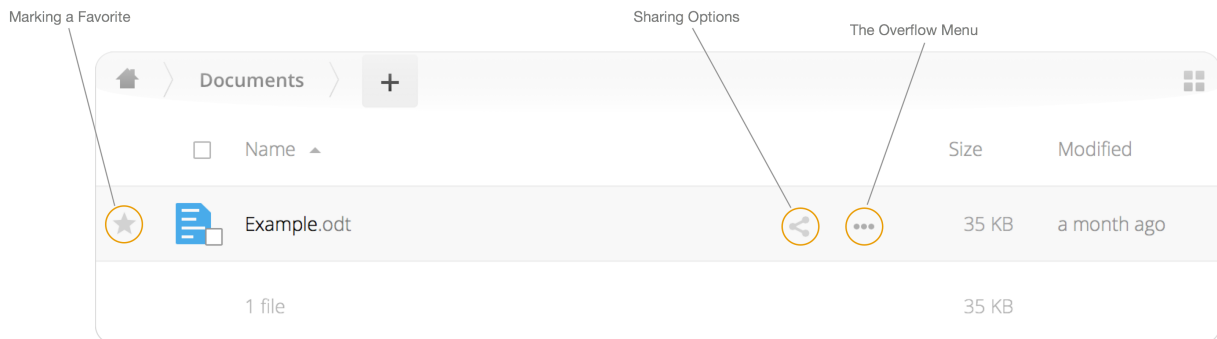 Marking a Favorite
Sharing Options
The Overflow Menu
Documents +
Name Size Modified
Example.odt 35 KB a month ago
1 file 35 KB